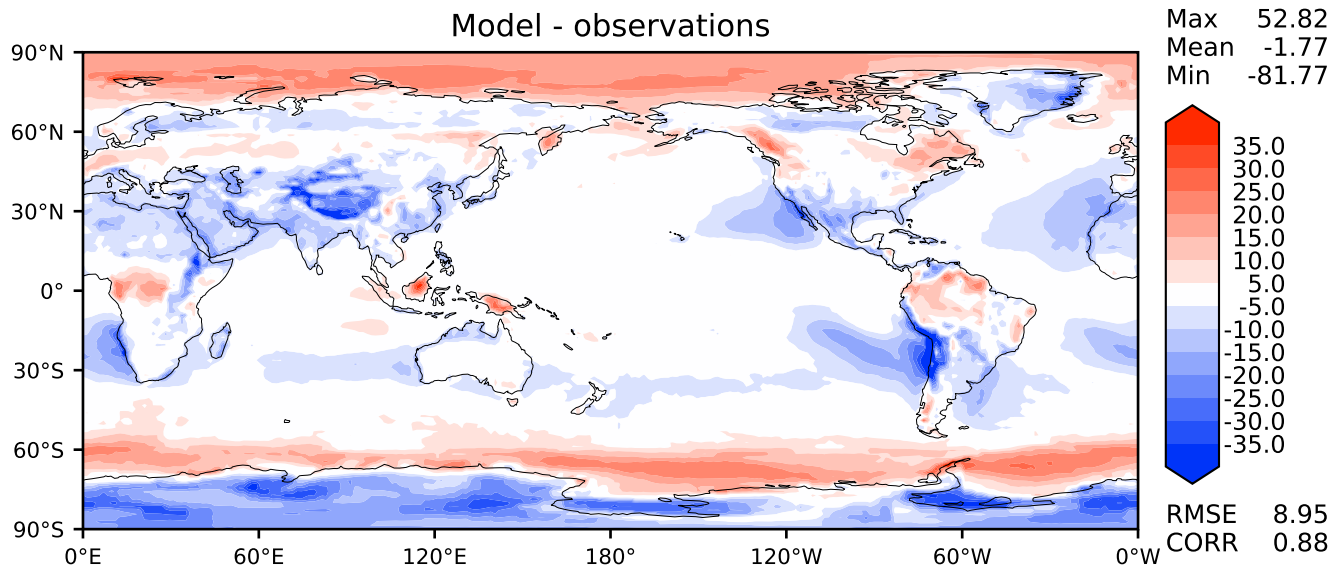 Model - observations
Max 52.82
Mean -1.77
Min -81.77
90°N
60°N
30°N
0°
30°S
60°S
90°S
0°E 60°E 120°E 180° 120°W 60°W 0°W
35.0
30.0
25.0
20.0
15.0
10.0
5.0
-5.0
-10.0
-15.0
-20.0
-25.0
-30.0
-35.0
RMSE 8.95
CORR 0.88